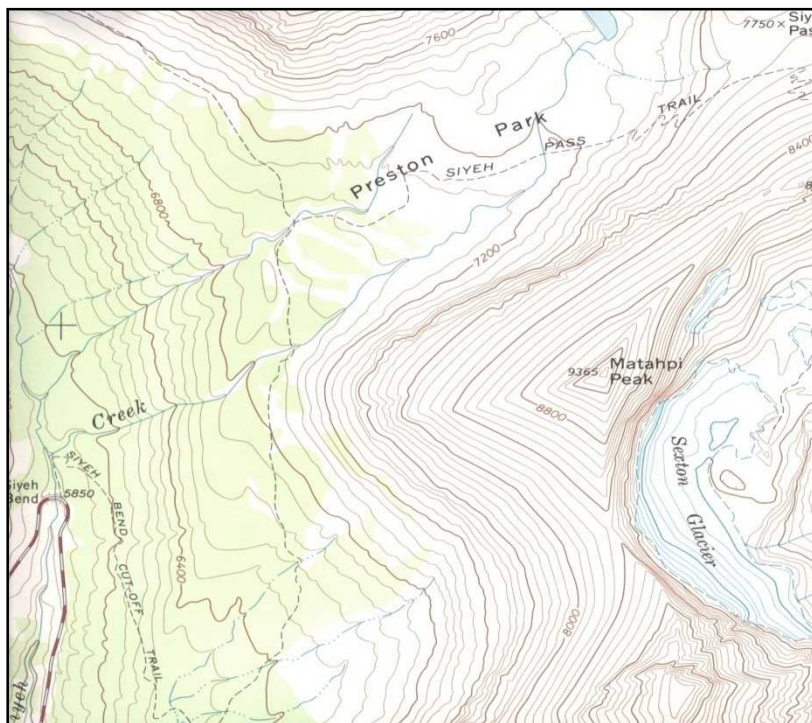 7600
7750 × Siy
Pas
Preston Park
SIYEH PASS TRAIL
8400
6800
7200
9365 Matahpi
Peak
8800
Creek
Sexton Glacier
SIYEH BEND CUT-OFF TRAIL
Siyeh
Bend 5850
6400
8000